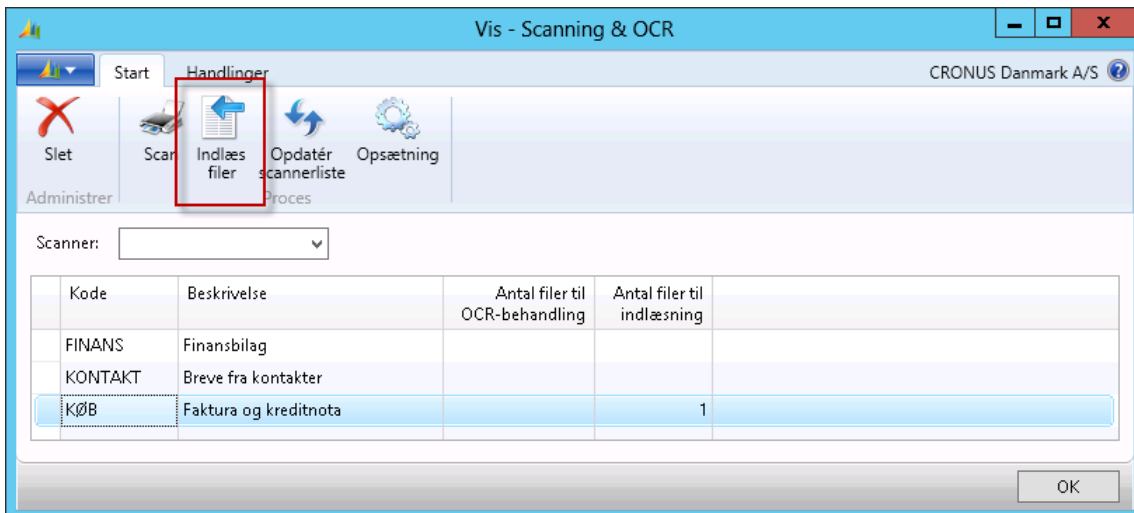 Vis - Scanning & OCR
Start Handlinger CRONUS Danmark A/S
Slet Scan Indlæs filer Opdatér scannerliste Opsætning
Administrer Proces
Scanner:
Kode Beskrivelse Antal filer til OCR-behandling Antal filer til indlæsning
FINANS Finansbilag
KONTAKT Breve fra kontakter
KØB Faktura og kreditnota 1
OK